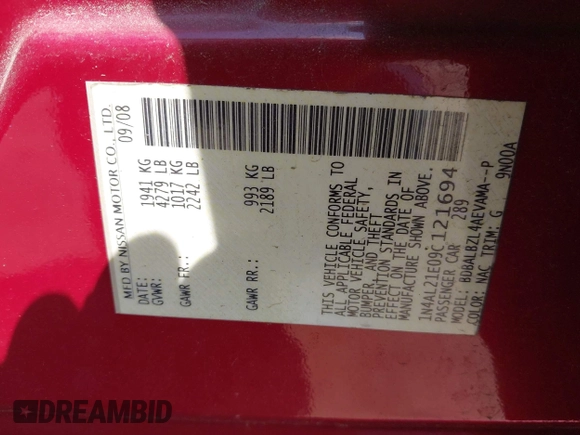 MFD BY NISSAN MOTOR CO., LTD.
DATE: 09/08
GVWR: 1941 KG
4279 LB
GAWR FR.: 1017 KG
2242 LB
GAWR RR.: 993 KG
2189 LB
THIS VEHICLE CONFORMS TO
ALL APPLICABLE FEDERAL
MOTOR VEHICLE SAFETY,
BUMPER, AND THEFT
PREVENTION STANDARDS IN
EFFECT ON THE DATE OF
MANUFACTURE SHOWN ABOVE.
1N4AL21E09C121694
PASSENGER CAR 289
MODEL: BDBALBZL4AEVAMA--P
COLOR: NAC TRIM: G 9N00A
DREAMBID